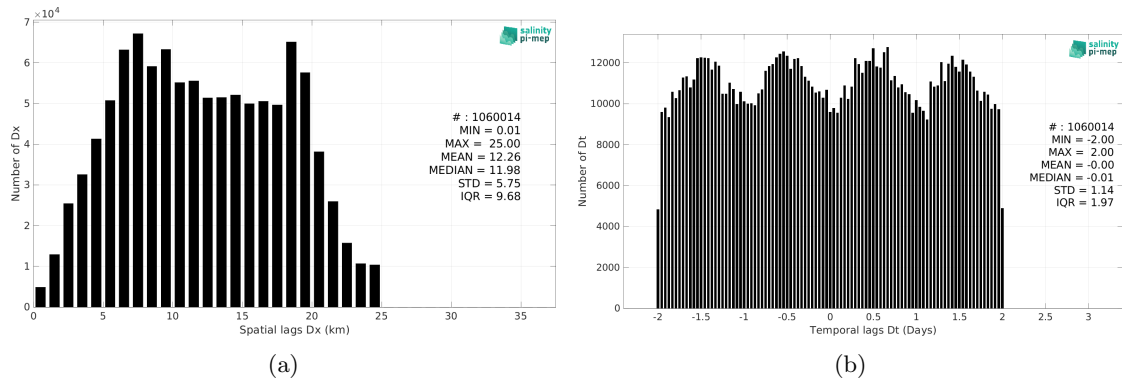 ×10⁴
7
6
5
4
3
2
1
0
Number of Dx
salinity
pi-mep
# : 1060014
MIN = 0.01
MAX = 25.00
MEAN = 12.26
MEDIAN = 11.98
STD = 5.75
IQR = 9.68
0 5 10 15 20 25 30 35
Spatial lags Dx (km)
(a)
12000
10000
8000
6000
4000
2000
0
Number of Dt
salinity
pi-mep
# : 1060014
MIN = -2.00
MAX = 2.00
MEAN = -0.00
MEDIAN = -0.01
STD = 1.14
IQR = 1.97
-2 -1.5 -1 -0.5 0 0.5 1 1.5 2 2.5 3
Temporal lags Dt (Days)
(b)